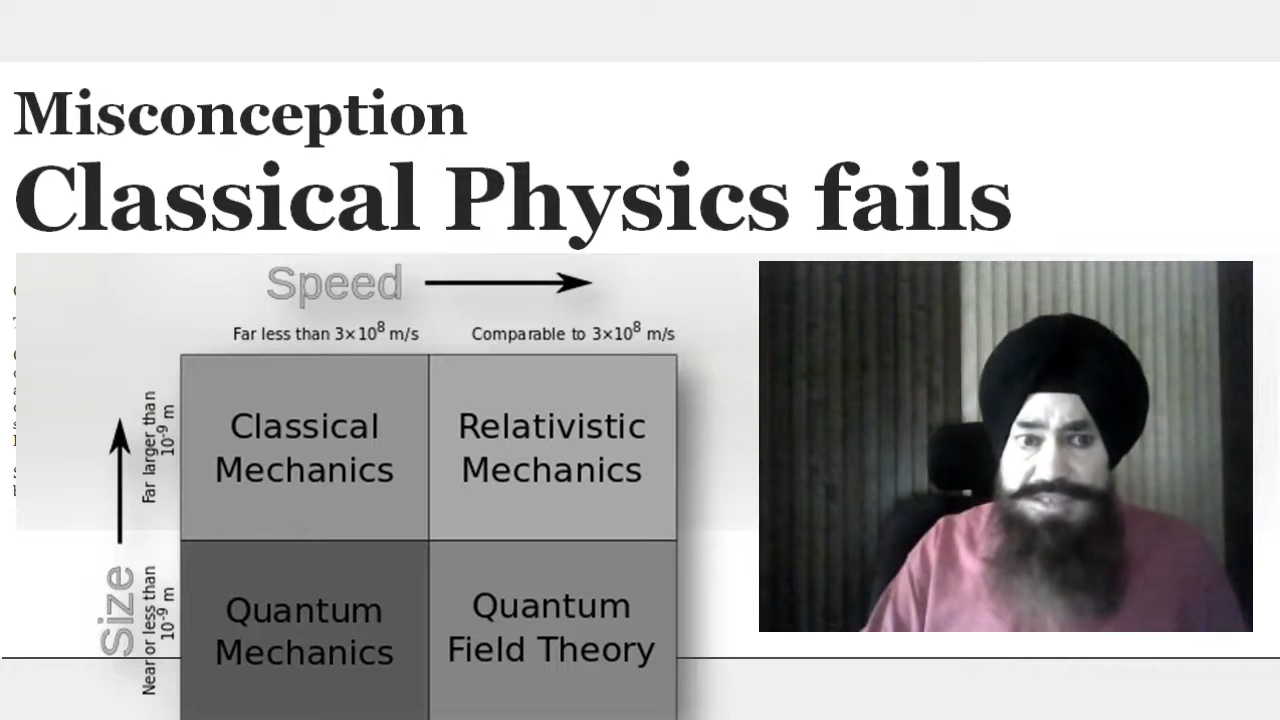 Misconception
Classical Physics fails
Speed
Far less than 3×10⁸ m/s
Comparable to 3×10⁸ m/s
Far larger than
10⁻⁹ m
Classical
Mechanics
Relativistic
Mechanics
Size
Near or less than
10⁻⁹ m
Quantum
Mechanics
Quantum
Field Theory